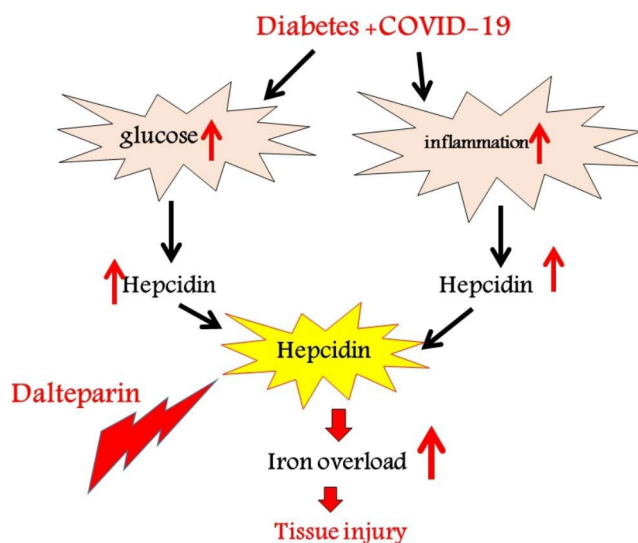 Diabetes +COVID-19
glucose
inflammation
Hepcidin
Hepcidin
Hepcidin
Dalteparin
Iron overload
Tissue injury